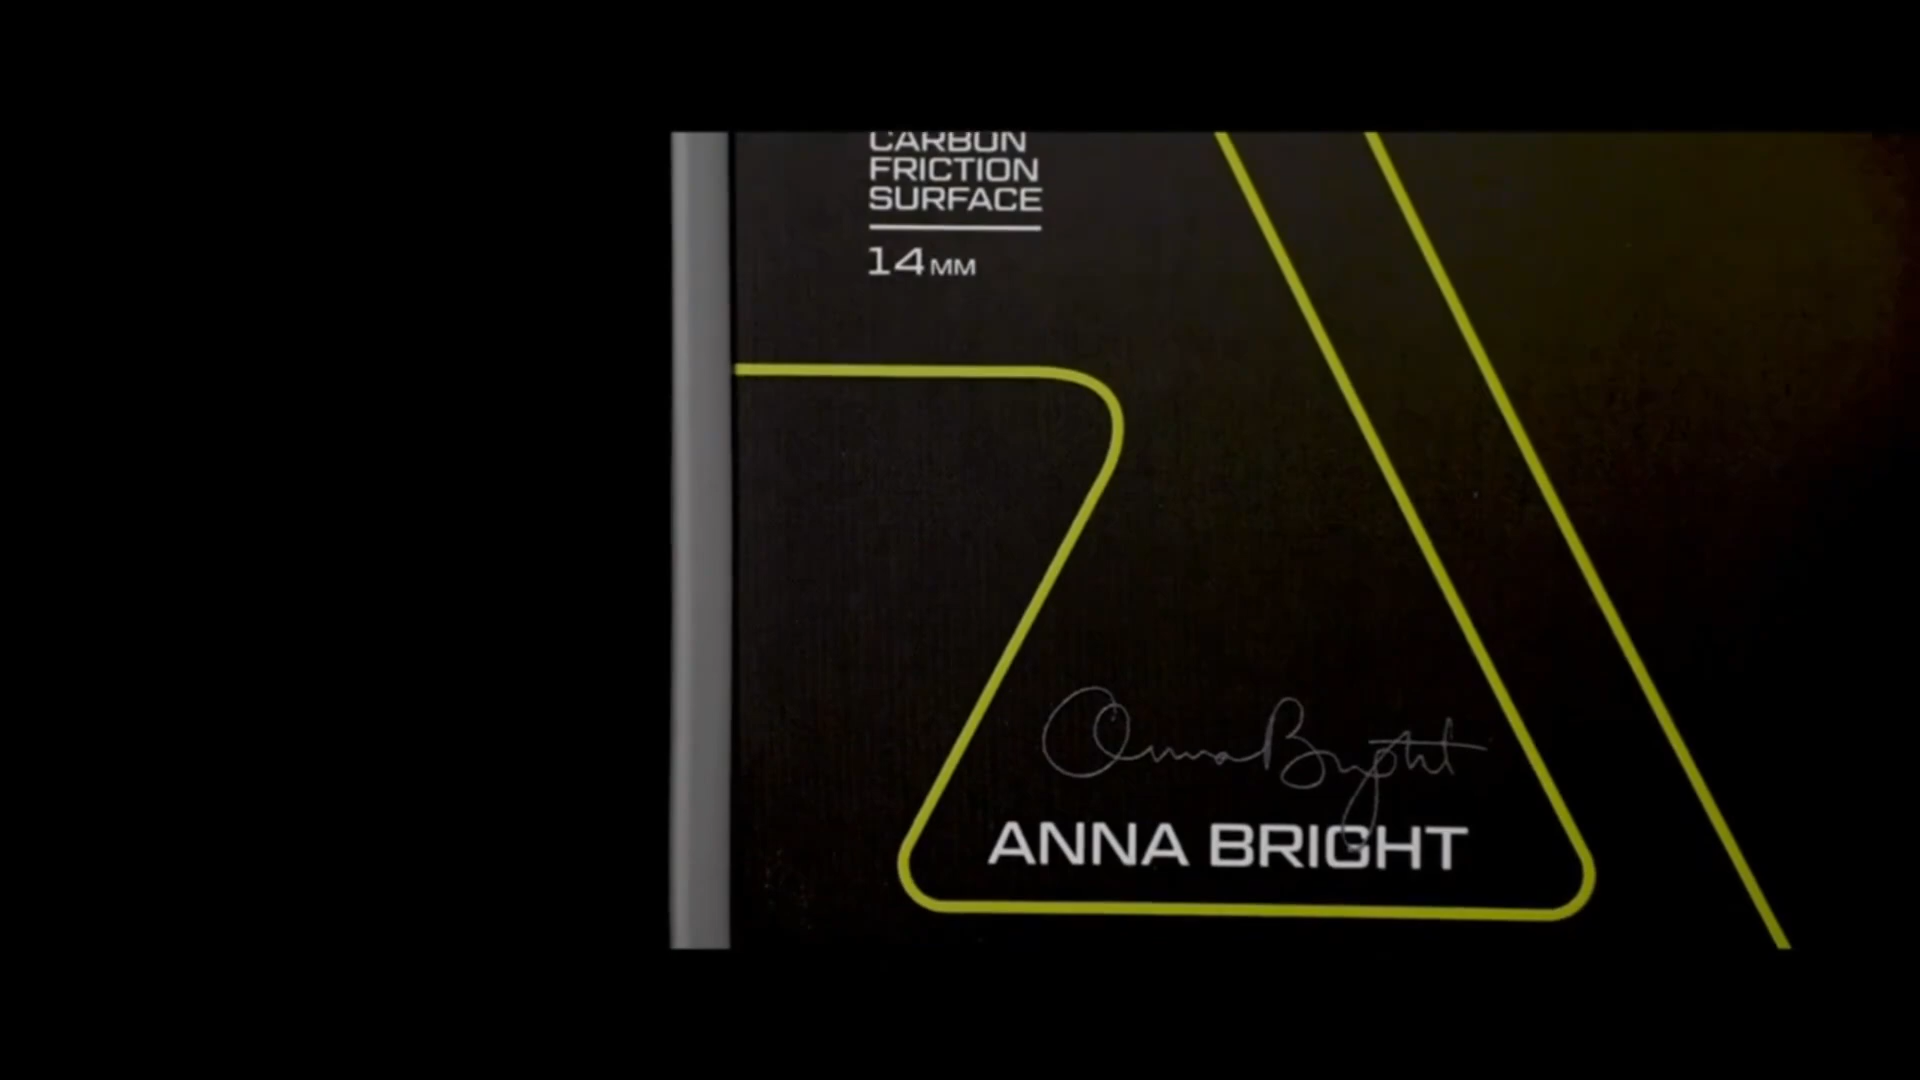 CARBON
FRICTION
SURFACE
14MM
Anna Bright
ANNA BRIGHT